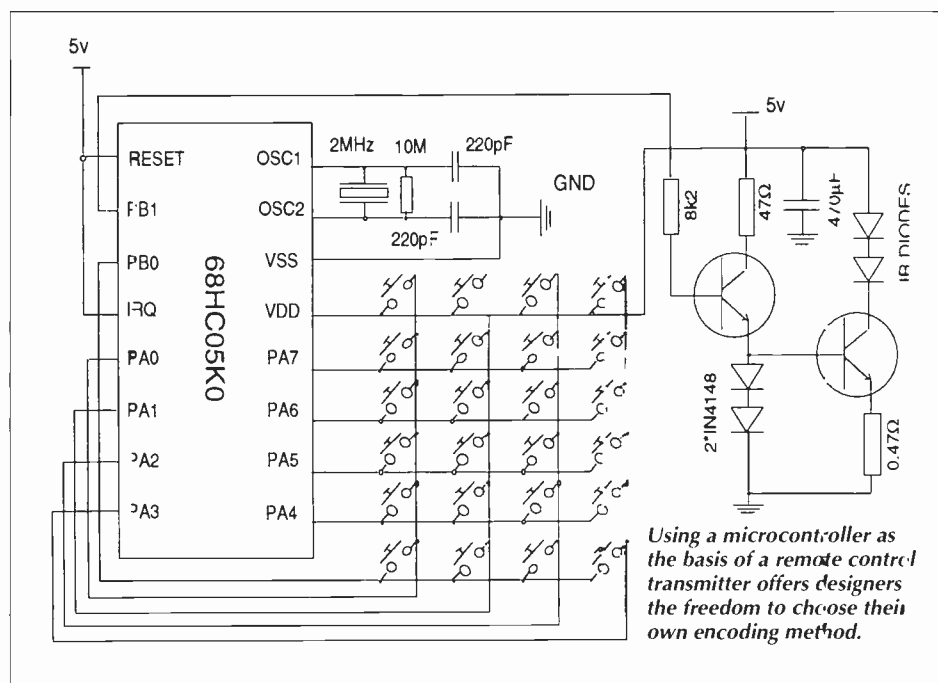 5v
5v
RESET
OSC1
2MHz
10M
220pF
GND
PB1
OSC2
220pF
PB0
VSS
IRQ
VDD
PA0
PA7
PA1
PA6
PA2
PA5
PA3
PA4
68HC05K0
8k2
47Ω
470µF
IR DIODES
2*IN4148
0.47Ω
Using a microcontroller as
the basis of a remote control
transmitter offers designers
the freedom to choose their
own encoding method.